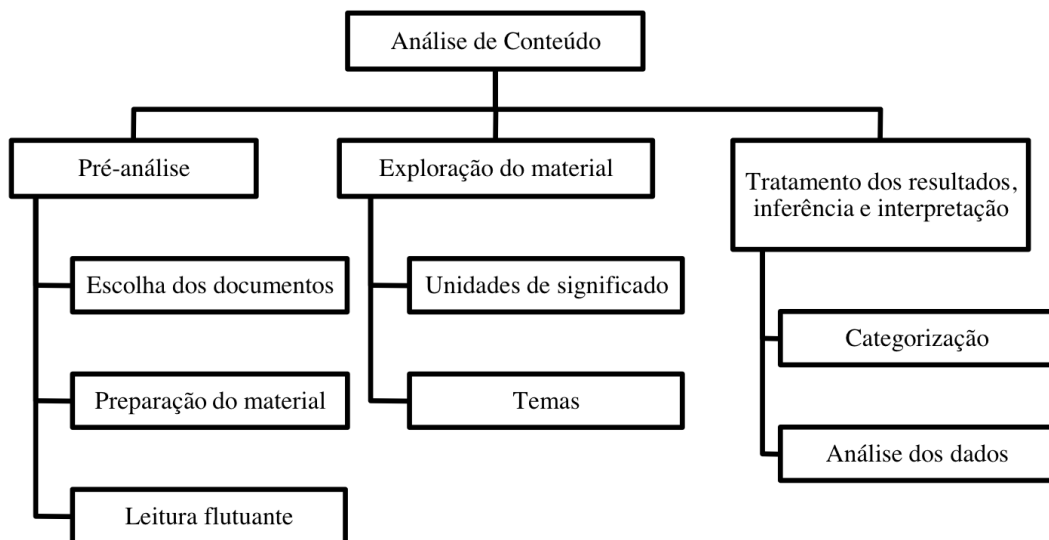 Análise de Conteúdo
Pré-análise
Escolha dos documentos
Preparação do material
Leitura flutuante
Exploração do material
Unidades de significado
Temas
Tratamento dos resultados,
inferência e interpretação
Categorização
Análise dos dados